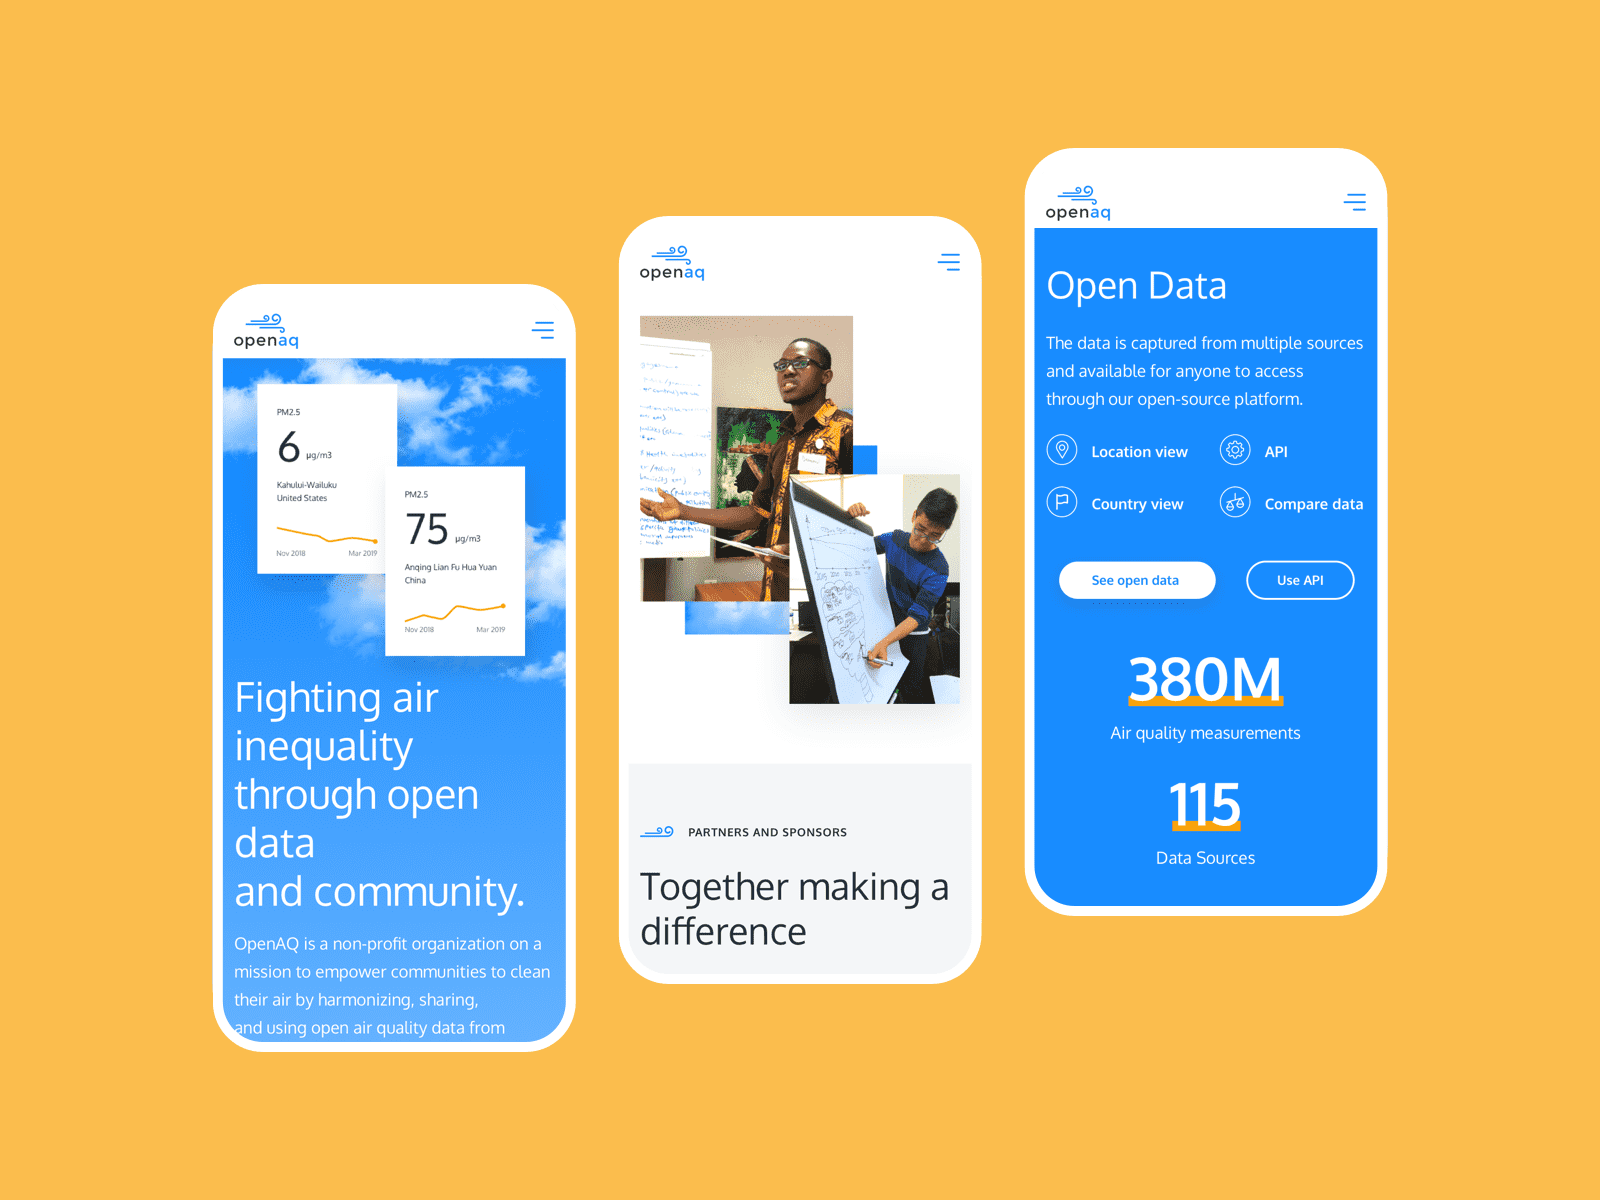 openaq
PM2.5
6 µg/m3
Kahului-Wailuku
United States
Nov 2018 Mar 2019
PM2.5
75 µg/m3
Anqing Lian Fu Hua Yuan
China
Nov 2018 Mar 2019
Fighting air
inequality
through open
data
and community.
OpenAQ is a non-profit organization on a
mission to empower communities to clean
their air by harmonizing, sharing,
and using open air quality data from
openaq
PARTNERS AND SPONSORS
Together making a
difference
openaq
Open Data
The data is captured from multiple sources
and available for anyone to access
through our open-source platform.
Location view
API
Country view
Compare data
See open data
Use API
380M
Air quality measurements
115
Data Sources